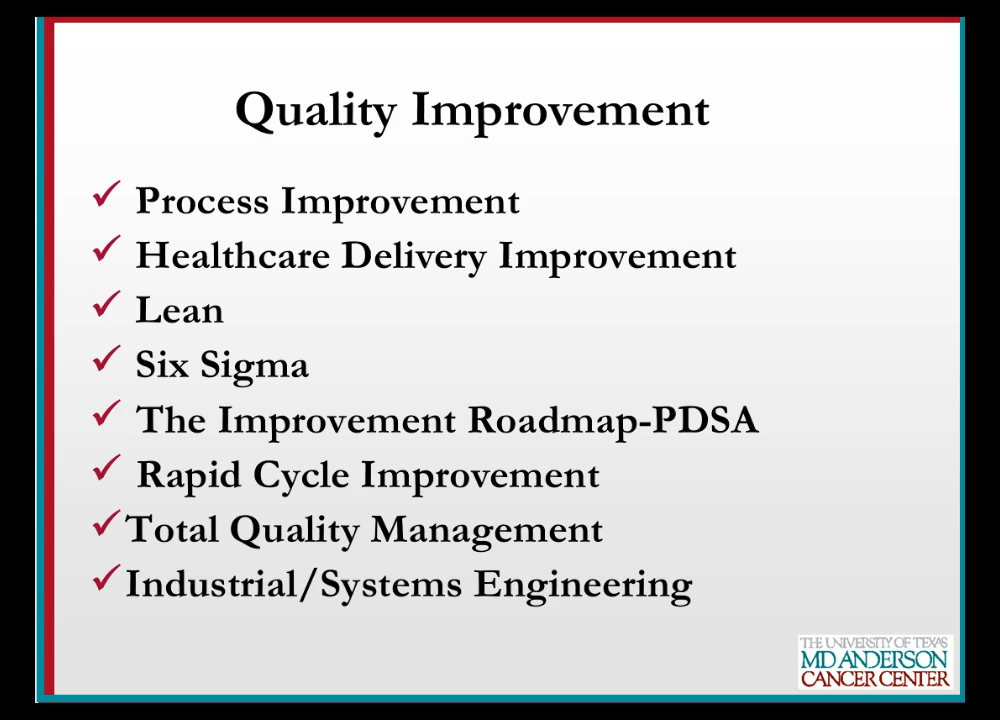 Quality Improvement
Process Improvement
Healthcare Delivery Improvement
Lean
Six Sigma
The Improvement Roadmap-PDSA
Rapid Cycle Improvement
Total Quality Management
Industrial/Systems Engineering
THE UNIVERSITY OF TEXAS
MD ANDERSON
CANCER CENTER